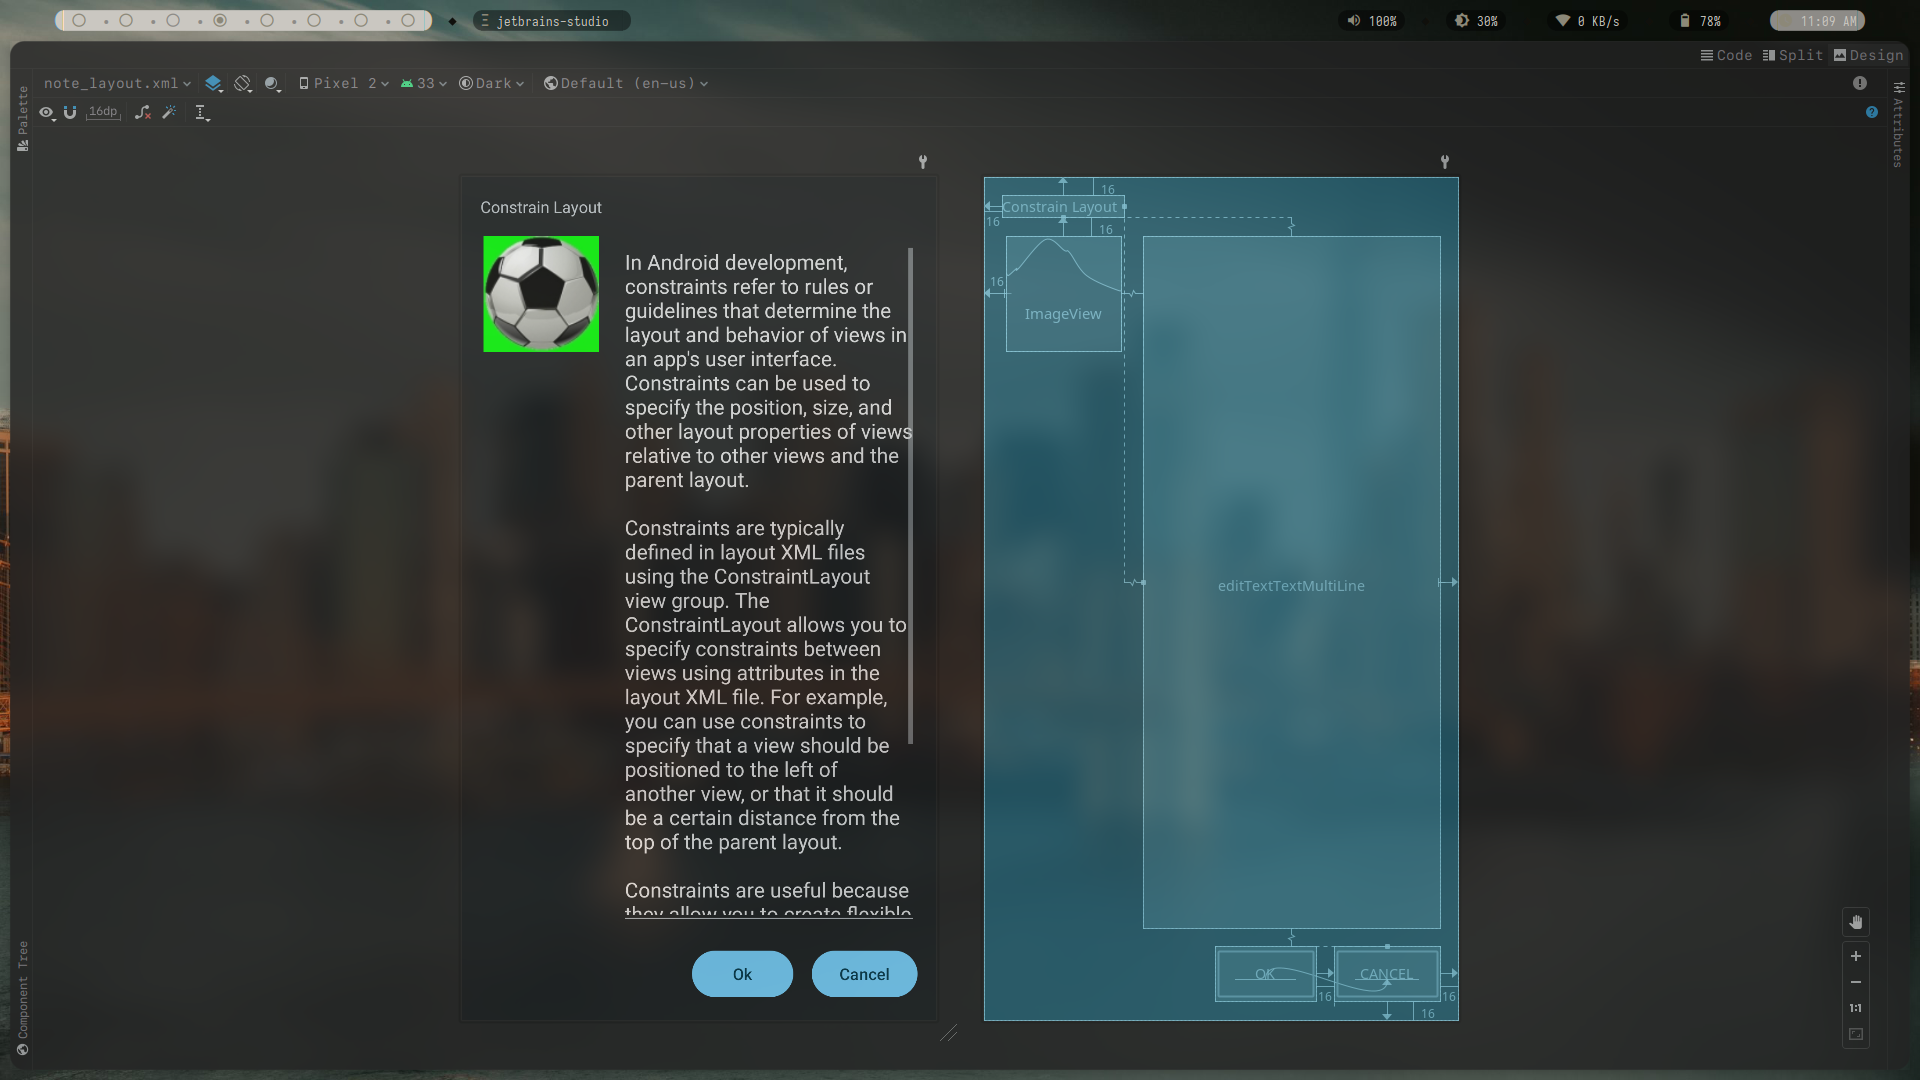 jetbrains-studio
100%
30%
0 KB/s
78%
11:09 AM
Code
Split
Design
note_layout.xml
Pixel 2
33
Dark
Default (en-us)
16dp
Palette
Attributes
Component Tree
Constrain Layout
In Android development,
constraints refer to rules or
guidelines that determine the
layout and behavior of views in
an app's user interface.
Constraints can be used to
specify the position, size, and
other layout properties of views
relative to other views and the
parent layout.
Constraints are typically
defined in layout XML files
using the ConstraintLayout
view group. The
ConstraintLayout allows you to
specify constraints between
views using attributes in the
layout XML file. For example,
you can use constraints to
specify that a view should be
positioned to the left of
another view, or that it should
be a certain distance from the
top of the parent layout.
Constraints are useful because
they allow you to create flexible
Ok
Cancel
16
Constrain Layout
16
16
16
ImageView
editTextTextMultiLine
OK
CANCEL
16
16
16
1:1